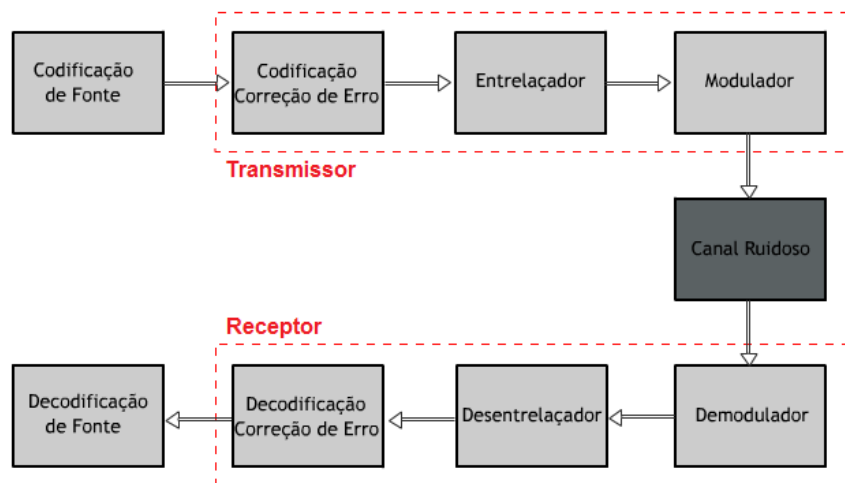 Codificação
de Fonte
Codificação
Correção de Erro
Entrelaçador
Modulador
Transmissor
Canal Ruidoso
Receptor
Decodificação
de Fonte
Decodificação
Correção de Erro
Desentrelaçador
Demodulador